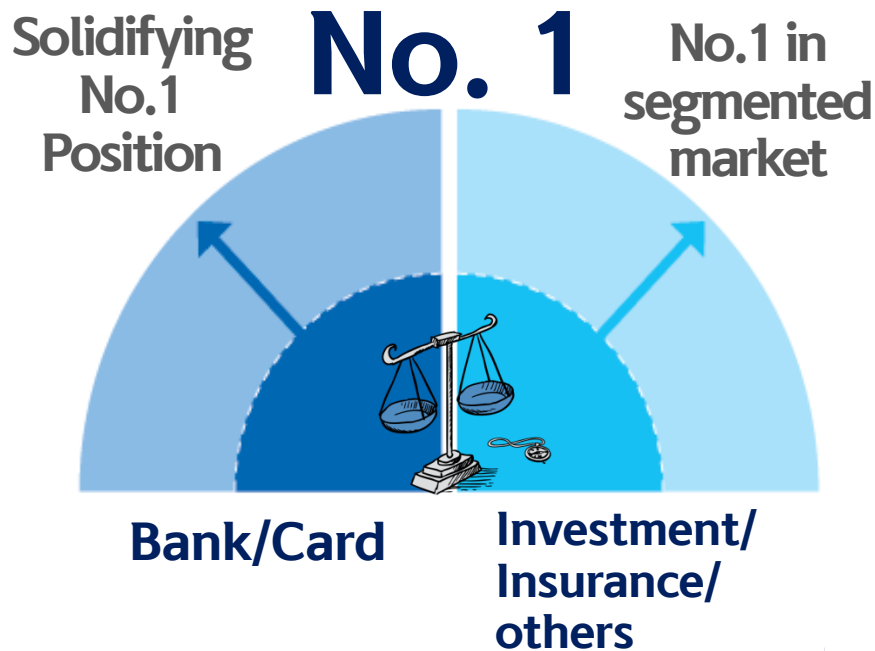 No. 1
Solidifying
No.1
Position
No.1 in
segmented
market
Bank/Card
Investment/
Insurance/
others